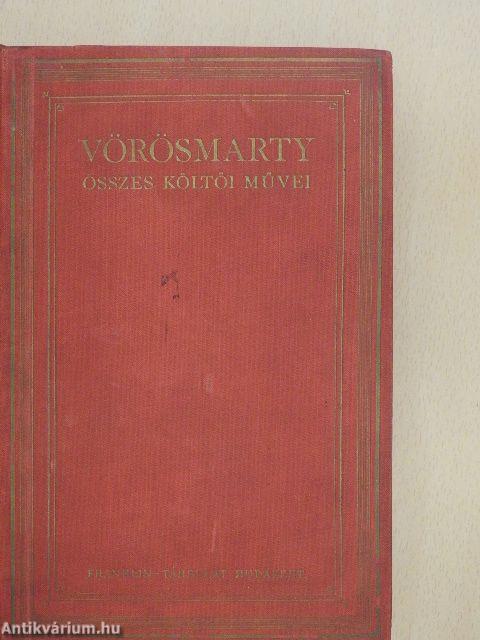 VÖRÖSMARTY
ÖSSZES KÖLTŐI MŰVEI
FRANKLIN-TÁRSULAT BUDAPEST
Antikvárium.hu